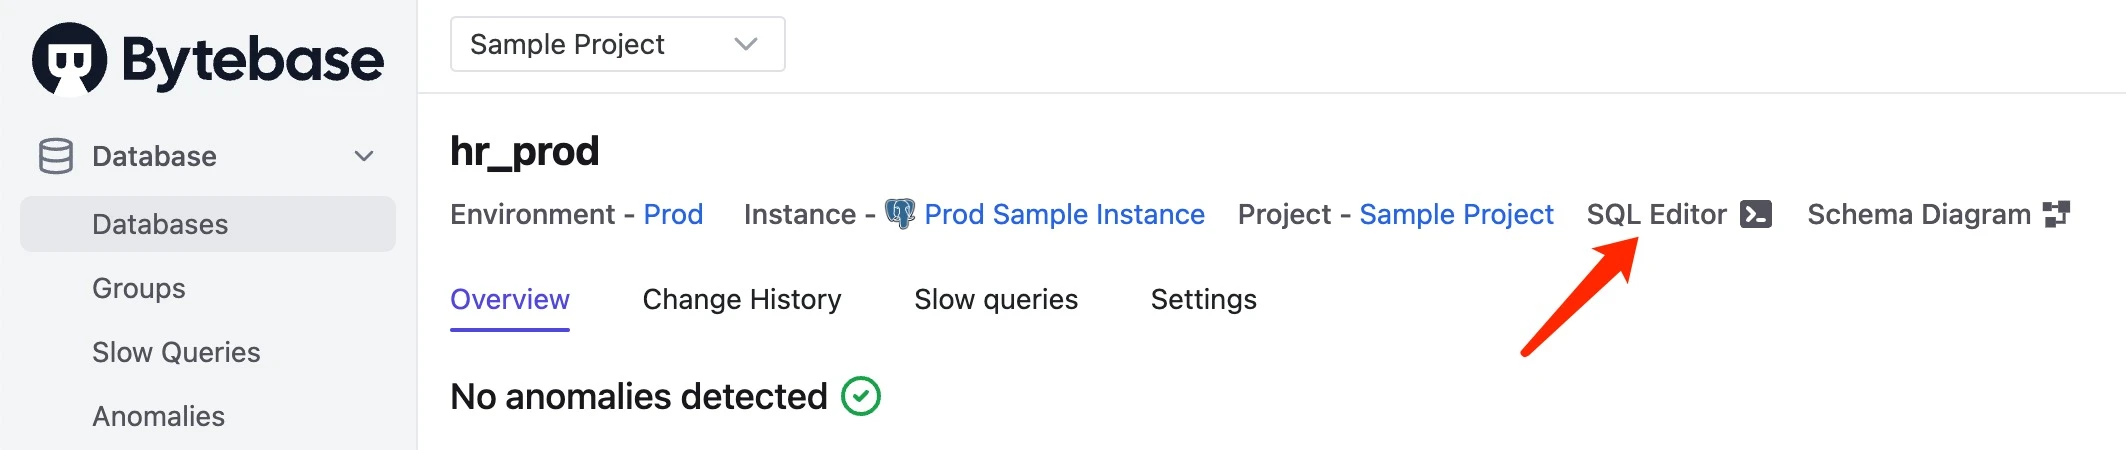 Bytebase
Database
Databases
Groups
Slow Queries
Anomalies
Sample Project
hr_prod
Environment - Prod Instance - Prod Sample Instance Project - Sample Project SQL Editor Schema Diagram
Overview Change History Slow queries Settings
No anomalies detected